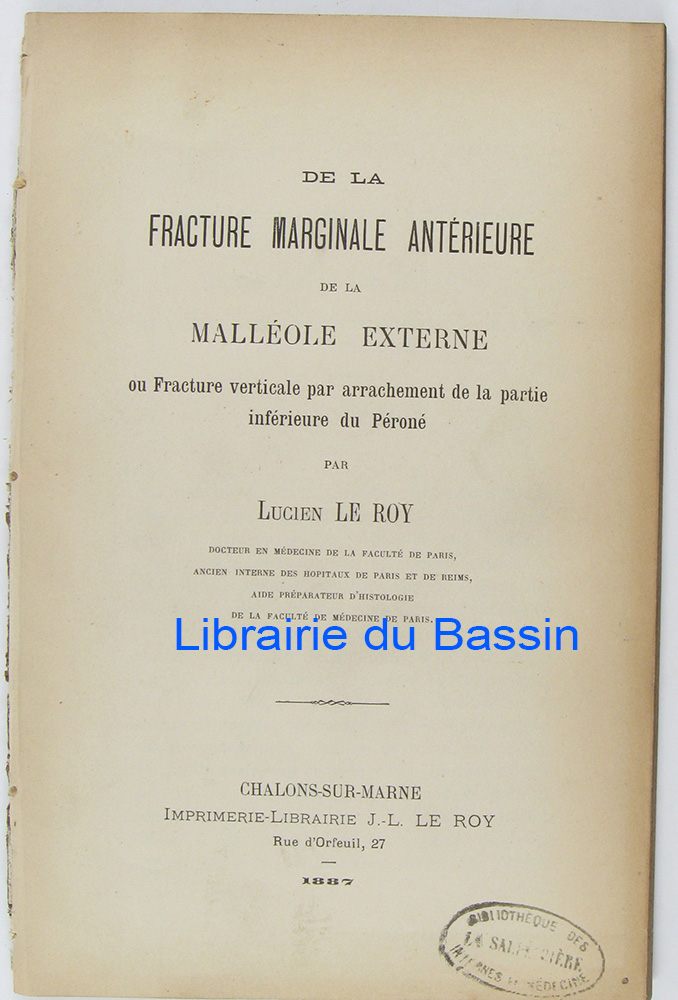 DE LA
FRACTURE MARGINALE ANTÉRIEURE
DE LA
MALLÉOLE EXTERNE
ou Fracture verticale par arrachement de la partie
inférieure du Péroné
PAR
LUCIEN LE ROY
DOCTEUR EN MÉDECINE DE LA FACULTÉ DE PARIS,
ANCIEN INTERNE DES HOPITAUX DE PARIS ET DE REIMS,
AIDE PRÉPARATEUR D'HISTOLOGIE
DE LA FACULTÉ DE MÉDECINE DE PARIS.
Librairie du Bassin
CHALONS-SUR-MARNE
IMPRIMERIE-LIBRAIRIE J.-L. LE ROY
Rue d'Orfeuil, 27
1887
BIBLIOTHÈQUE DES
LA
INTERNES EN MÉDECINE